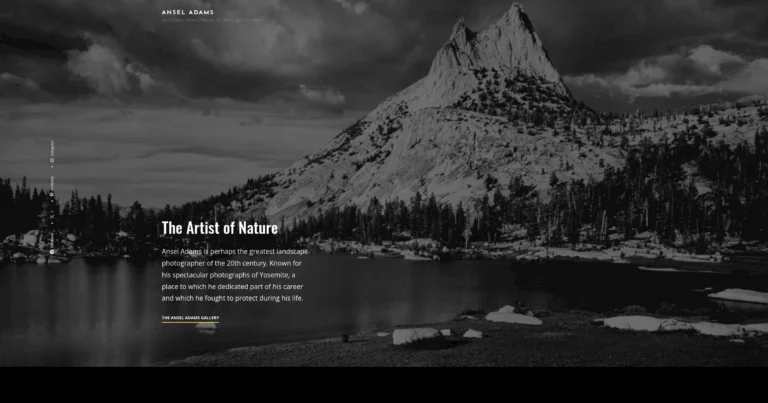 ANSEL ADAMS
The Artist of Nature
Ansel Adams is perhaps the greatest landscape
photographer of the 20th century. Known for
his spectacular photographs of Yosemite, a
place to which he dedicated part of his career
and which he fought to protect during his life.
THE ANSEL ADAMS GALLERY